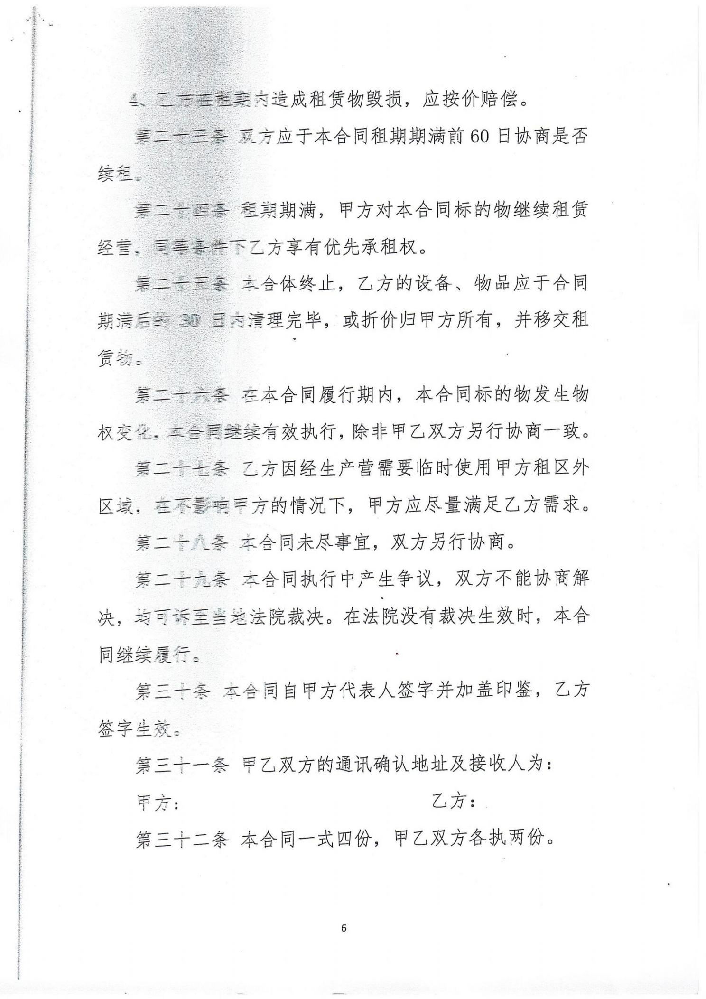 4、乙方在租期内造成租赁物毁损，应按价赔偿。
第二十三条 双方应于本合同租期期满前 60 日协商是否
续租。
第二十四条 租期期满，甲方对本合同标的物继续租赁
经营，同等条件下乙方享有优先承租权。
第二十三条 本合体终止，乙方的设备、物品应于合同
期满后的 30 日内清理完毕，或折价归甲方所有，并移交租
赁物。
第二十六条 在本合同履行期内，本合同标的物发生物
权变化，本合同继续有效执行，除非甲乙双方另行协商一致。
第二十七条 乙方因经生产营需要临时使用甲方租区外
区域，在不影响甲方的情况下，甲方应尽量满足乙方需求。
第二十八条 本合同未尽事宜，双方另行协商。
第二十九条 本合同执行中产生争议，双方不能协商解
决，均可诉至当地法院裁决。在法院没有裁决生效时，本合
同继续履行。
第三十条 本合同自甲方代表人签字并加盖印鉴，乙方
签字生效。
第三十一条 甲乙双方的通讯确认地址及接收人为：
甲方： 乙方：
第三十二条 本合同一式四份，甲乙双方各执两份。
6